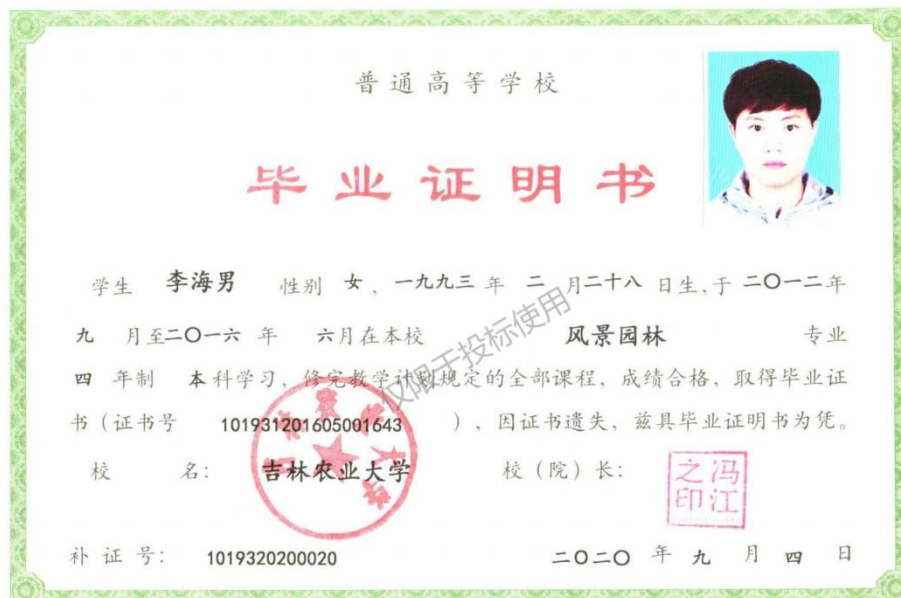 普通高等学校
毕业证明书
学生 李海男 性别 女，一九九三 年 二 月二十八 日生,于 二〇一二年
九 月至二〇一六 年 六月在本校 风景园林 专业
四 年制 本科学习，修完教学计划规定的全部课程，成绩合格，取得毕业证
书（证书号 101931201605001643 ），因证书遗失，兹具毕业证明书为凭。
校 名： 吉林农业大学 校（院）长：
冯江之印
补 证 号： 1019320200020 二〇二〇 年 九 月 四 日
仅限于投标使用